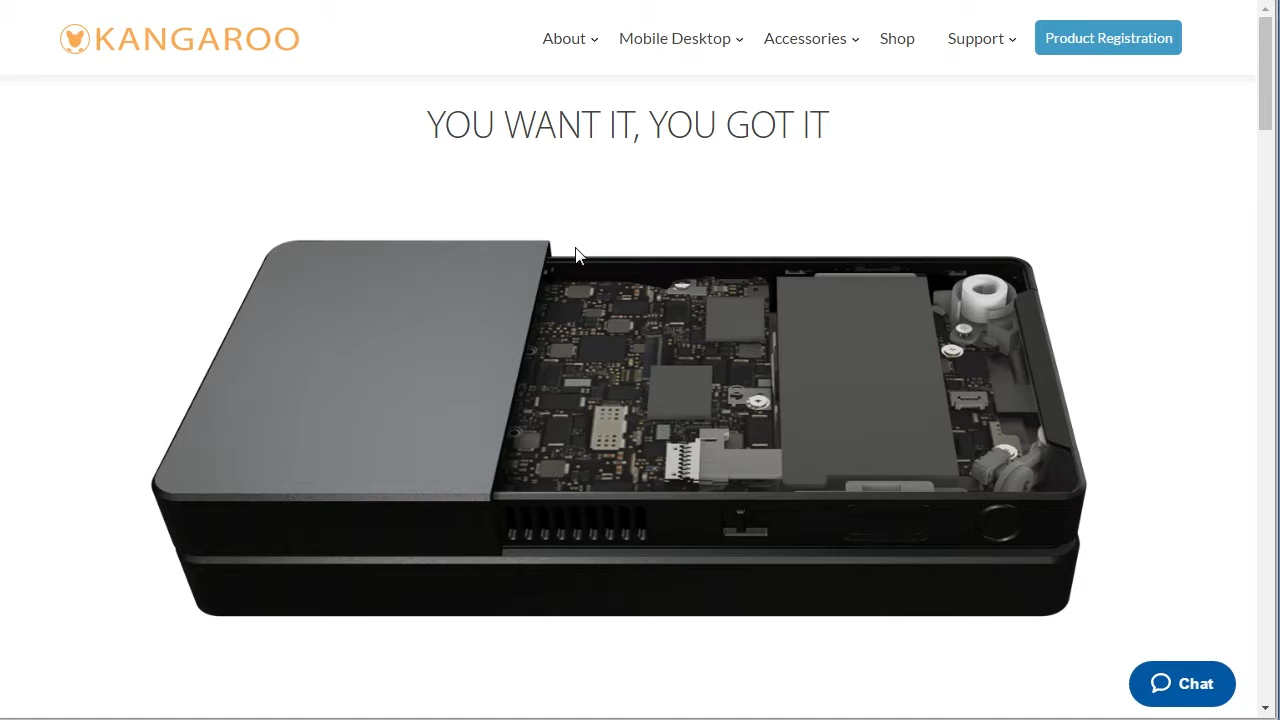 KANGAROO
About
Mobile Desktop
Accessories
Shop
Support
Product Registration
YOU WANT IT, YOU GOT IT
Chat